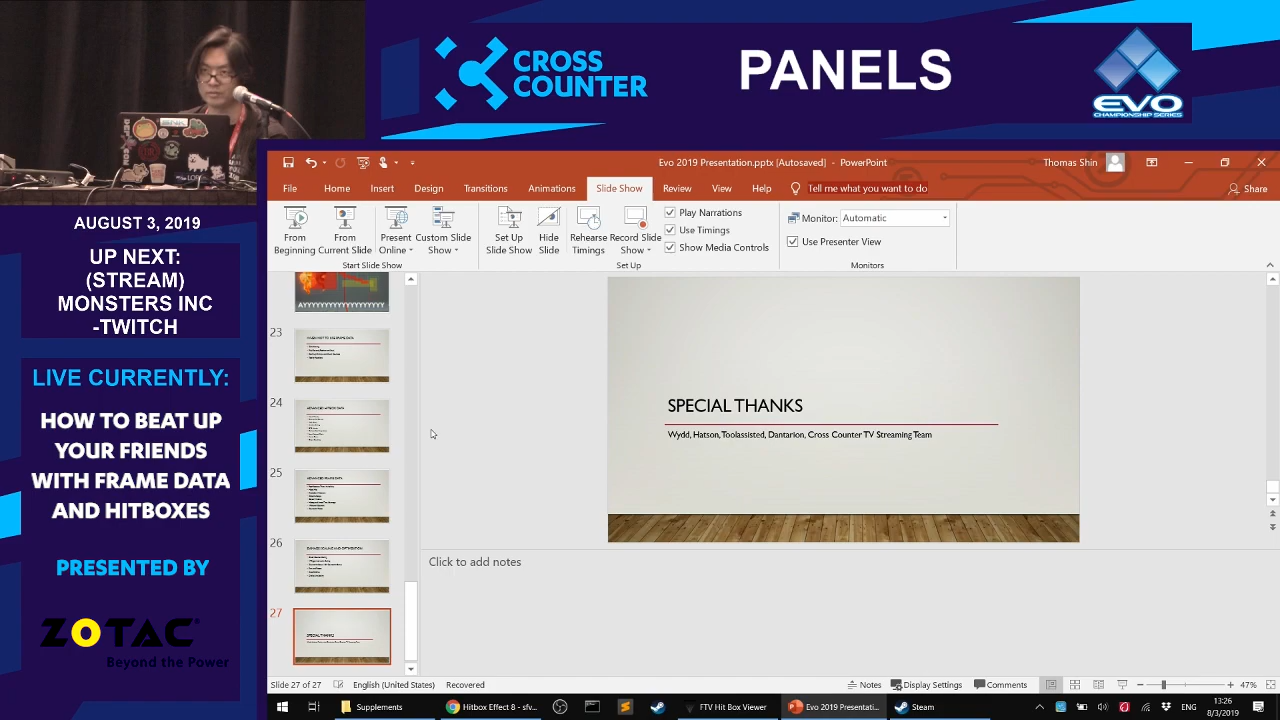 CROSS
COUNTER
PANELS
EVO
CHAMPIONSHIP SERIES
AUGUST 3, 2019
UP NEXT:
(STREAM)
MONSTERS INC
-TWITCH
LIVE CURRENTLY:
HOW TO BEAT UP
YOUR FRIENDS
WITH FRAME DATA
AND HITBOXES
PRESENTED BY
ZOTAC
Beyond the Power
Evo 2019 Presentation.pptx [Autosaved] - PowerPoint
Thomas Shin
File Home Insert Design Transitions Animations Slide Show Review View Help Tell me what you want to do
Share
From Beginning
From Current Slide
Present Online
Custom Slide Show
Start Slide Show
Set Up Slide Show
Hide Slide
Rehearse Timings
Record Slide Show
Play Narrations
Use Timings
Show Media Controls
Set Up
Monitor: Automatic
Use Presenter View
Monitors
23
24
25
26
27
SPECIAL THANKS
Wydd, Hatson, Toolassisted, Dantarion, Cross Counter TV Streaming Team
Click to add notes
Slide 27 of 27 English (United States) Recovered Notes Display Settings Comments 47%
Supplements Hitbox Effect 8 - sfv... FTV Hit Box Viewer Evo 2019 Presentati... Steam
13:26
8/3/2019